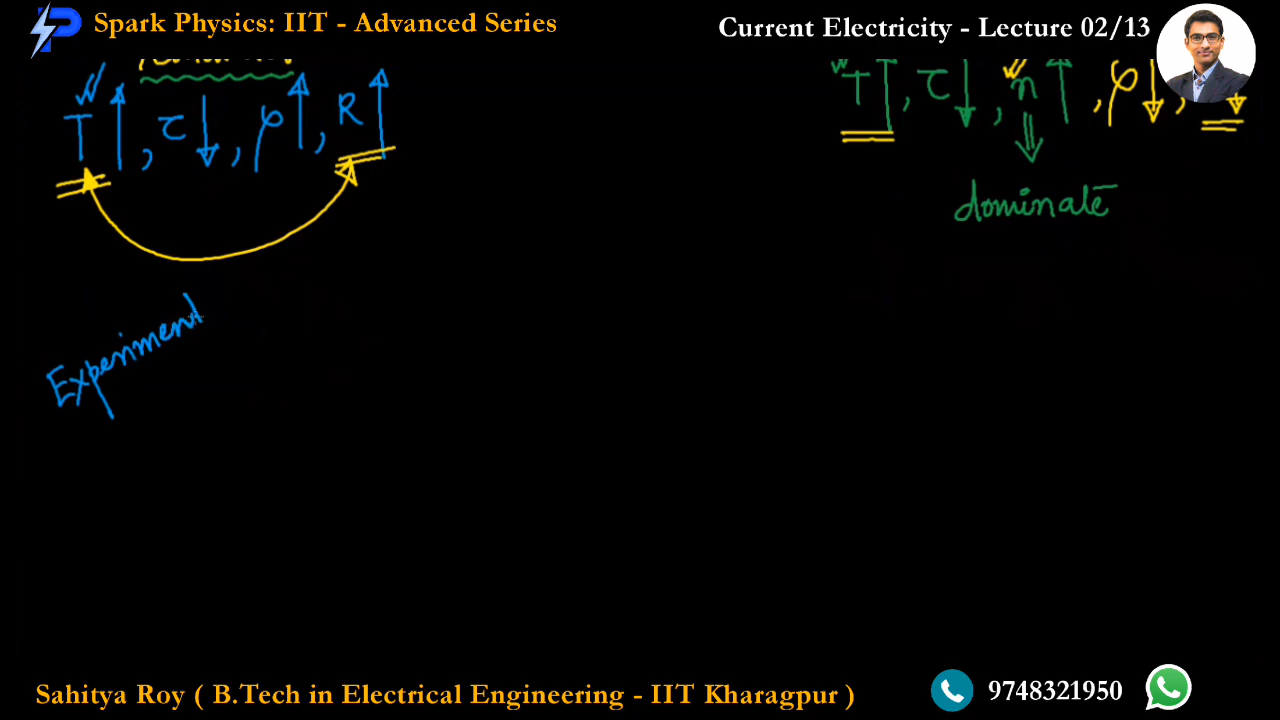 Spark Physics: IIT - Advanced Series
Current Electricity - Lecture 02/13
T↑, τ↓, ρ↑, R↑
T↑, τ↓, n↑, ρ↓,
dominate
Experiment
Sahitya Roy ( B.Tech in Electrical Engineering - IIT Kharagpur )
9748321950